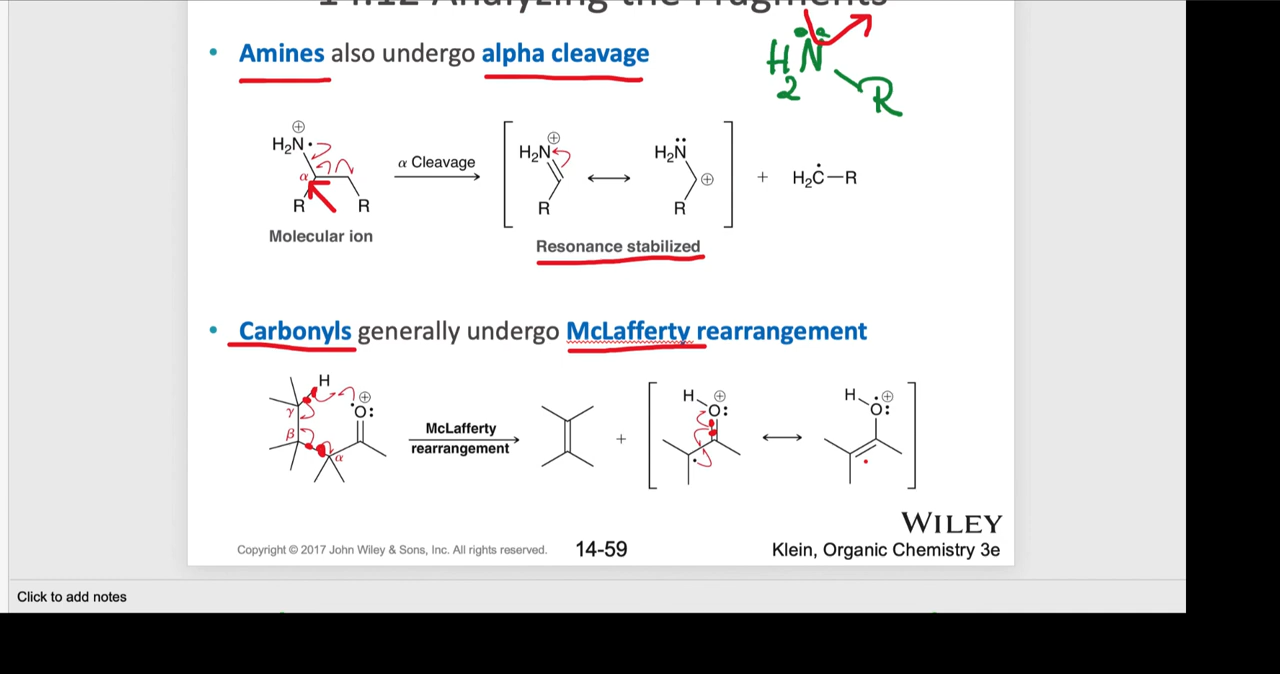 14.12 Analyzing the Fragments
• Amines also undergo alpha cleavage
H2N
R
⊕
H2N•
α
R
R
Molecular ion
α Cleavage
⊕
H2N
R
H2N̈
⊕
R
+
H2Ċ—R
Resonance stabilized
• Carbonyls generally undergo McLafferty rearrangement
H
⊕
•O:
γ
β
α
McLafferty
rearrangement
+
H
⊕
O:
H
•⊕
O:
WILEY
Copyright © 2017 John Wiley & Sons, Inc. All rights reserved.
14-59
Klein, Organic Chemistry 3e
Click to add notes